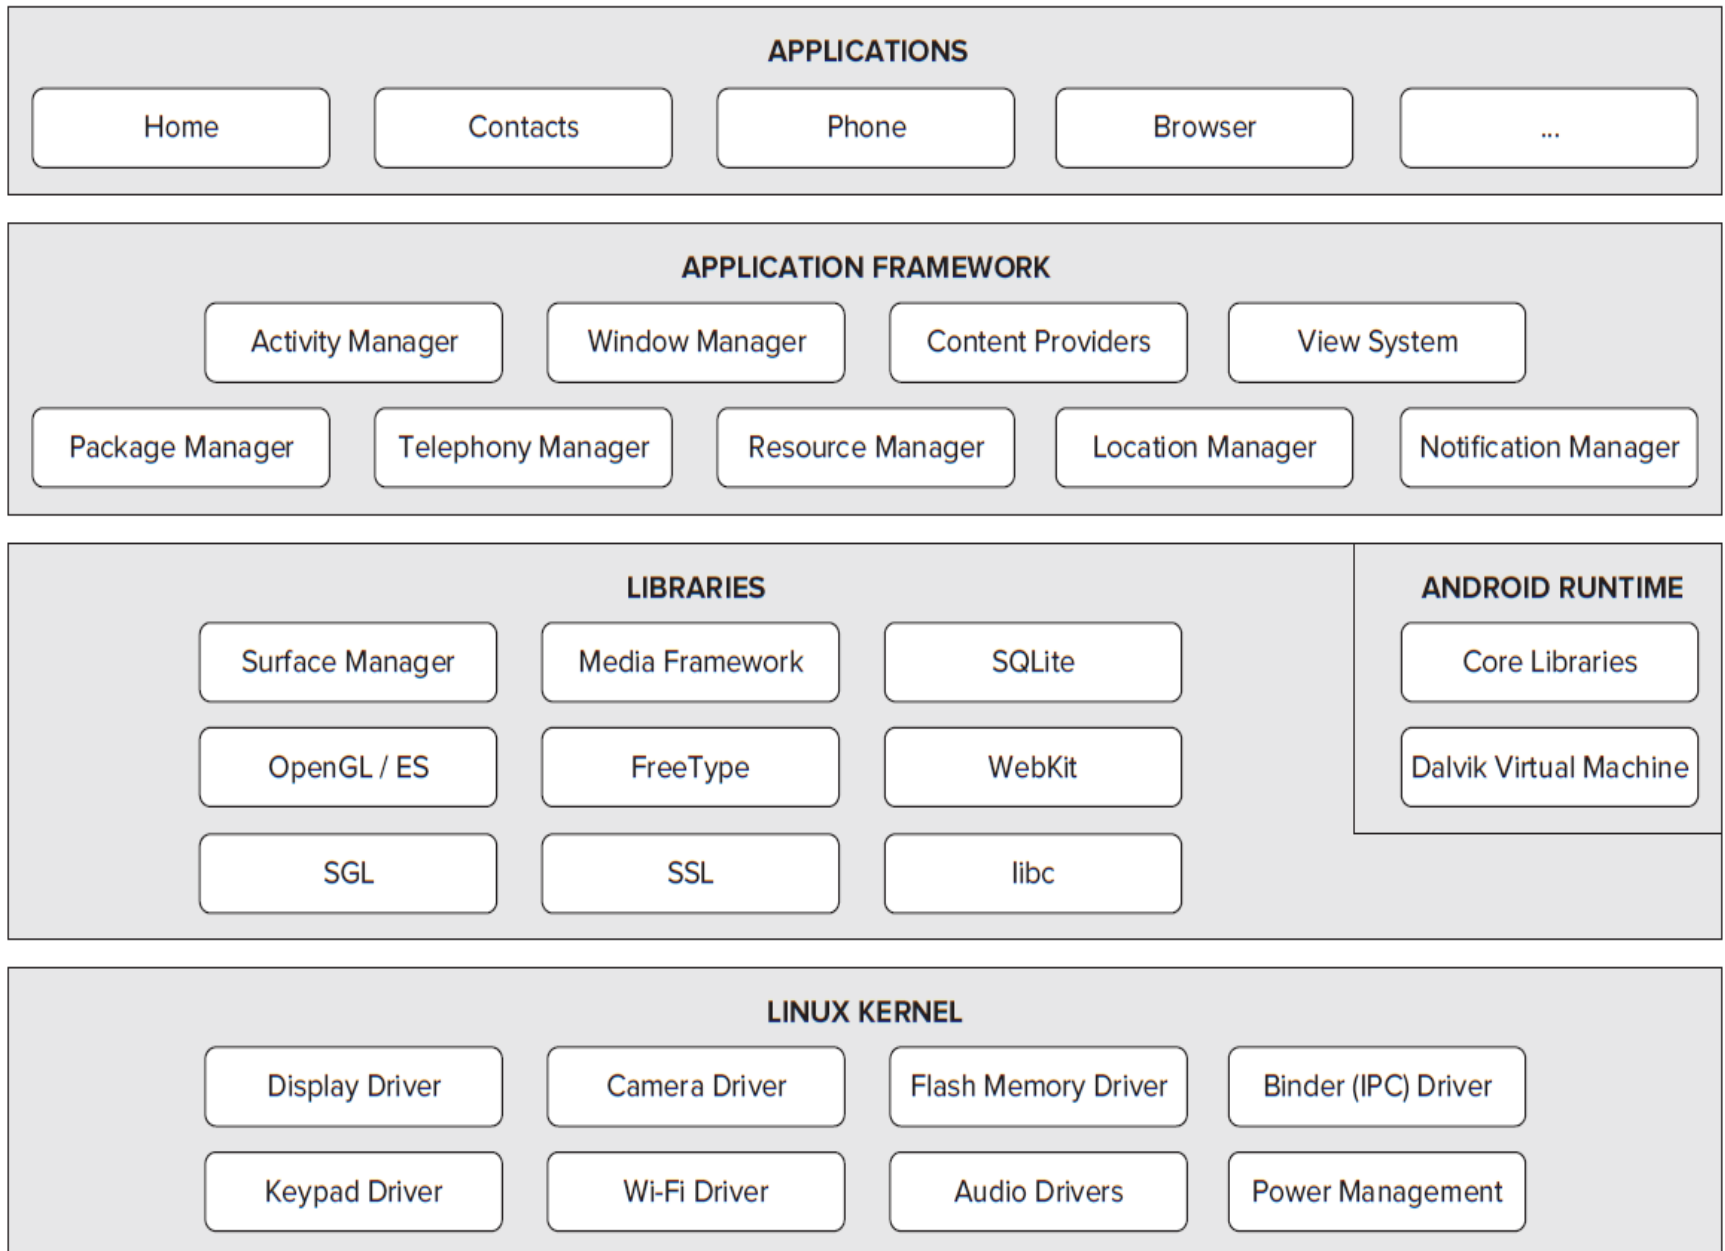 APPLICATIONS
Home
Contacts
Phone
Browser
...
APPLICATION FRAMEWORK
Activity Manager
Window Manager
Content Providers
View System
Package Manager
Telephony Manager
Resource Manager
Location Manager
Notification Manager
LIBRARIES
Surface Manager
Media Framework
SQLite
OpenGL / ES
FreeType
WebKit
SGL
SSL
libc
ANDROID RUNTIME
Core Libraries
Dalvik Virtual Machine
LINUX KERNEL
Display Driver
Camera Driver
Flash Memory Driver
Binder (IPC) Driver
Keypad Driver
Wi-Fi Driver
Audio Drivers
Power Management